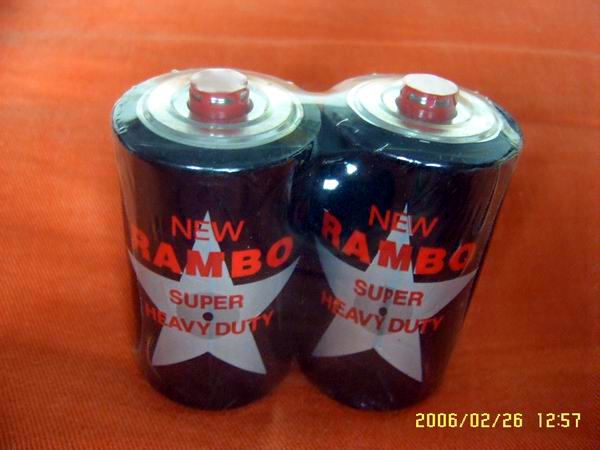 NEW
RAMBO
SUPER
HEAVY DUTY
NEW
RAMBO
SUPER
HEAVY DUTY
2006/02/26 12:57